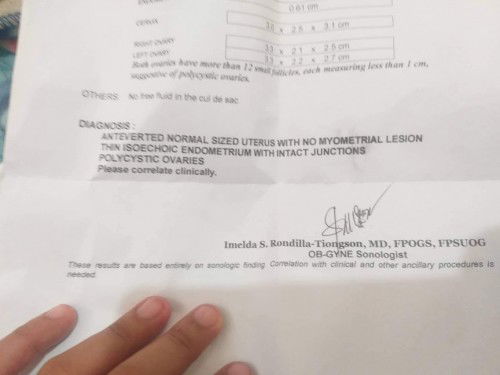 0.61 cm
CERVIX 3.0 x 2.5 x 3.1 cm
RIGHT OVARY 3.3 x 2.1 x 2.5 cm
LEFT OVARY 3.3 x 2.2 x 2.7 cm
Both ovaries have more than 12 small follicles, each measuring less than 1 cm,
suggestive of polycystic ovaries.
OTHERS: No free fluid in the cul de sac
DIAGNOSIS:
ANTEVERTED NORMAL SIZED UTERUS WITH NO MYOMETRIAL LESION
THIN ISOECHOIC ENDOMETRIUM WITH INTACT JUNCTIONS
POLYCYSTIC OVARIES
Please correlate clinically.
Imelda S. Rondilla-Tiongson, MD, FPOGS, FPSUOG
OB-GYNE Sonologist
These results are based entirely on sonologic finding Correlation with clinical and other ancillary procedures is
needed